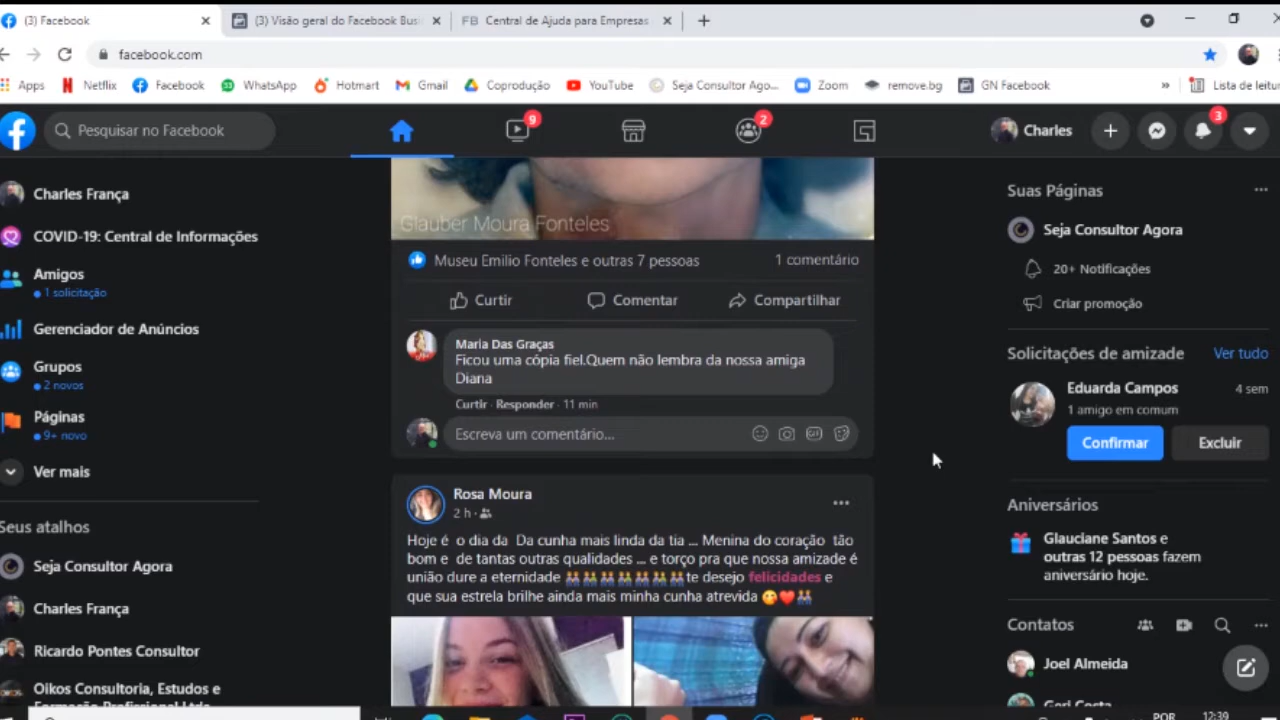 (3) Facebook
(3) Visão geral do Facebook Busi
FB Central de Ajuda para Empresas
facebook.com
Apps
Netflix
Facebook
WhatsApp
Hotmart
Gmail
Coprodução
YouTube
Seja Consultor Ago...
Zoom
remove.bg
GN Facebook
»
Lista de leitur
Pesquisar no Facebook
9
2
Charles
3
Charles França
COVID-19: Central de Informações
Amigos
1 solicitação
Gerenciador de Anúncios
Grupos
2 novos
Páginas
9+ novo
Ver mais
Seus atalhos
Seja Consultor Agora
Charles França
Ricardo Pontes Consultor
Oikos Consultoria, Estudos e
Formação Profissional Ltda
Glauber Moura Fonteles
Museu Emilio Fonteles e outras 7 pessoas
1 comentário
Curtir
Comentar
Compartilhar
Maria Das Graças
Ficou uma cópia fiel.Quem não lembra da nossa amiga
Diana
Curtir · Responder · 11 min
Escreva um comentário...
GIF
Rosa Moura
2 h ·
Hoje é o dia da Da cunha mais linda da tia ... Menina do coração tão
bom e de tantas outras qualidades ... e torço pra que nossa amizade é
união dure a eternidade 👭👭👭👭👭👭👭te desejo felicidades e
que sua estrela brilhe ainda mais minha cunha atrevida 😋❤️👭
Suas Páginas
Seja Consultor Agora
20+ Notificações
Criar promoção
Solicitações de amizade
Ver tudo
Eduarda Campos
4 sem
1 amigo em comum
Confirmar
Excluir
Aniversários
Glauciane Santos e
outras 12 pessoas fazem
aniversário hoje.
Contatos
Joel Almeida
Geri Costa
POR
12:39